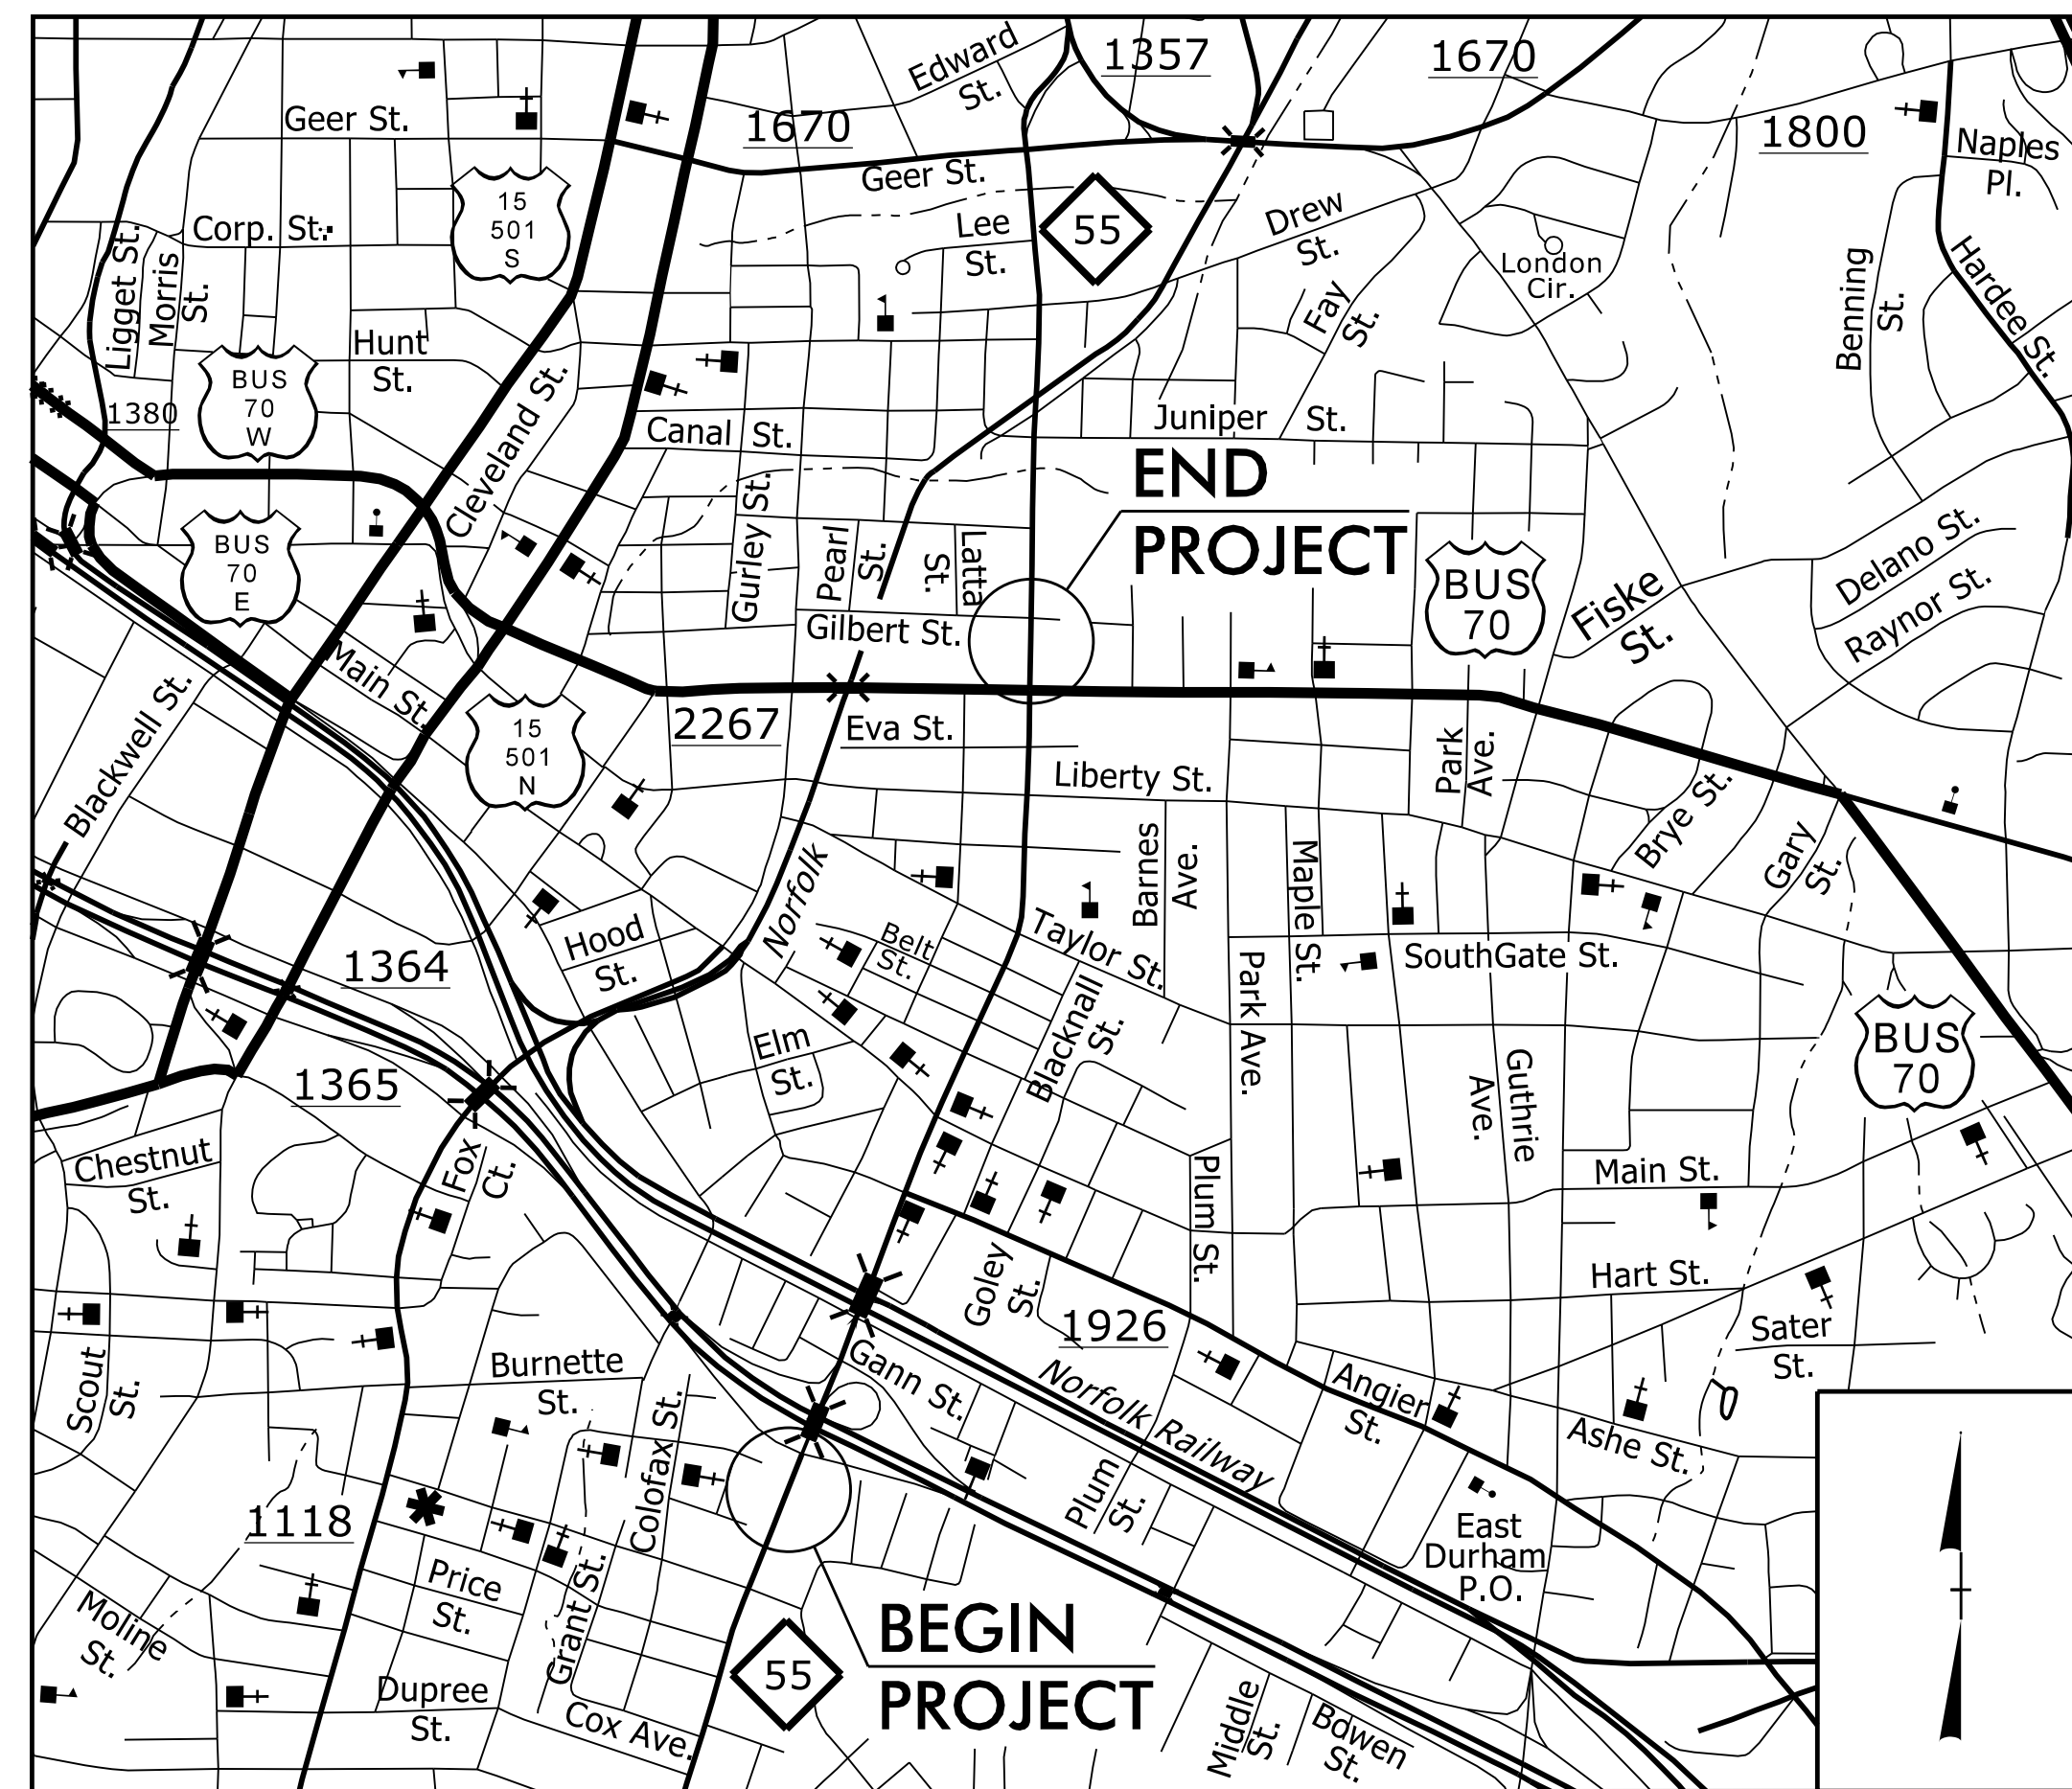 Edward
St.
1357
1670
Geer St.
1670
1800
Naples
Pl.
Geer St.
15
501
S
Corp. St.
Lee
St.
55
Drew
St.
London
Cir.
Ligget St.
Morris
St.
Benning
St.
Hardee St.
Fay
St.
Hunt
St.
BUS
70
W
1380
Cleveland St.
Canal St.
Juniper St.
END
PROJECT
BUS
70
E
Gurley St.
Pearl
St.
Latta
St.
BUS
70
Fiske
St.
Delano St.
Raynor St.
Gilbert St.
Main St.
Blackwell St.
15
501
N
2267
Eva St.
Liberty St.
Park
Ave.
Brye St.
Gary
St.
Barnes
Ave.
Maple St.
Norfolk
Hood
St.
Belt
St.
Taylor St.
SouthGate St.
1364
Park Ave.
Blacknall
St.
Elm
St.
1365
Guthrie
Ave.
BUS
70
Chestnut
St.
Fox
Ct.
Plum St.
Main St.
Goley
St.
1926
Hart St.
Sater
St.
Scout
St.
Burnette
St.
Gann St.
Norfolk Railway
Angier
St.
Ashe St.
Colofax St.
Plum
St.
1118
East
Durham
P.O.
Price
St.
Grant St.
Moline
St.
BEGIN
PROJECT
55
Dupree
St.
Cox Ave.
Middle
St.
Bowen
St.